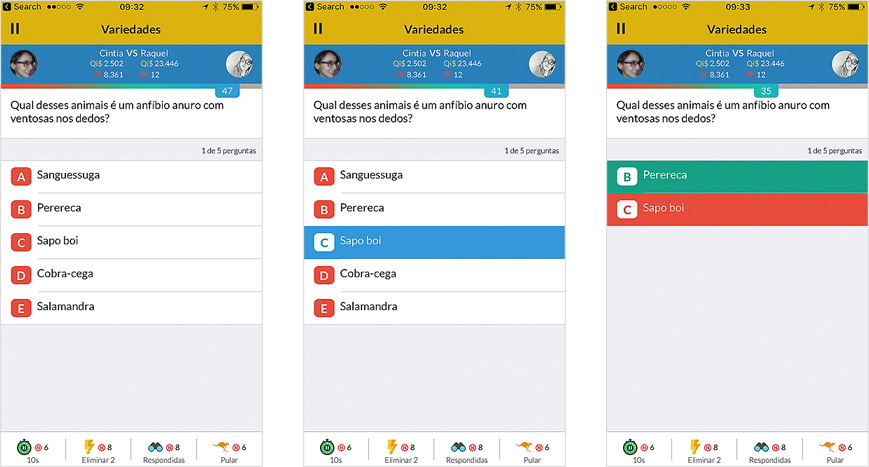 Search 09:32 75%
Variedades
Cintia VS Raquel
Qi$ 2.502 Qi$ 23.446
8.361 12
47
Qual desses animais é um anfíbio anuro com
ventosas nos dedos?
1 de 5 perguntas
A Sanguessuga
B Perereca
C Sapo boi
D Cobra-cega
E Salamandra
6 8 8 6
10s Eliminar 2 Respondidas Pular
Search 09:32 75%
Variedades
Cintia VS Raquel
Qi$ 2.502 Qi$ 23.446
8.361 12
41
Qual desses animais é um anfíbio anuro com
ventosas nos dedos?
1 de 5 perguntas
A Sanguessuga
B Perereca
C Sapo boi
D Cobra-cega
E Salamandra
6 8 8 6
10s Eliminar 2 Respondidas Pular
Search 09:33 75%
Variedades
Cintia VS Raquel
Qi$ 2.502 Qi$ 23.446
8.361 12
35
Qual desses animais é um anfíbio anuro com
ventosas nos dedos?
1 de 5 perguntas
B Perereca
C Sapo boi
6 8 8 6
10s Eliminar 2 Respondidas Pular